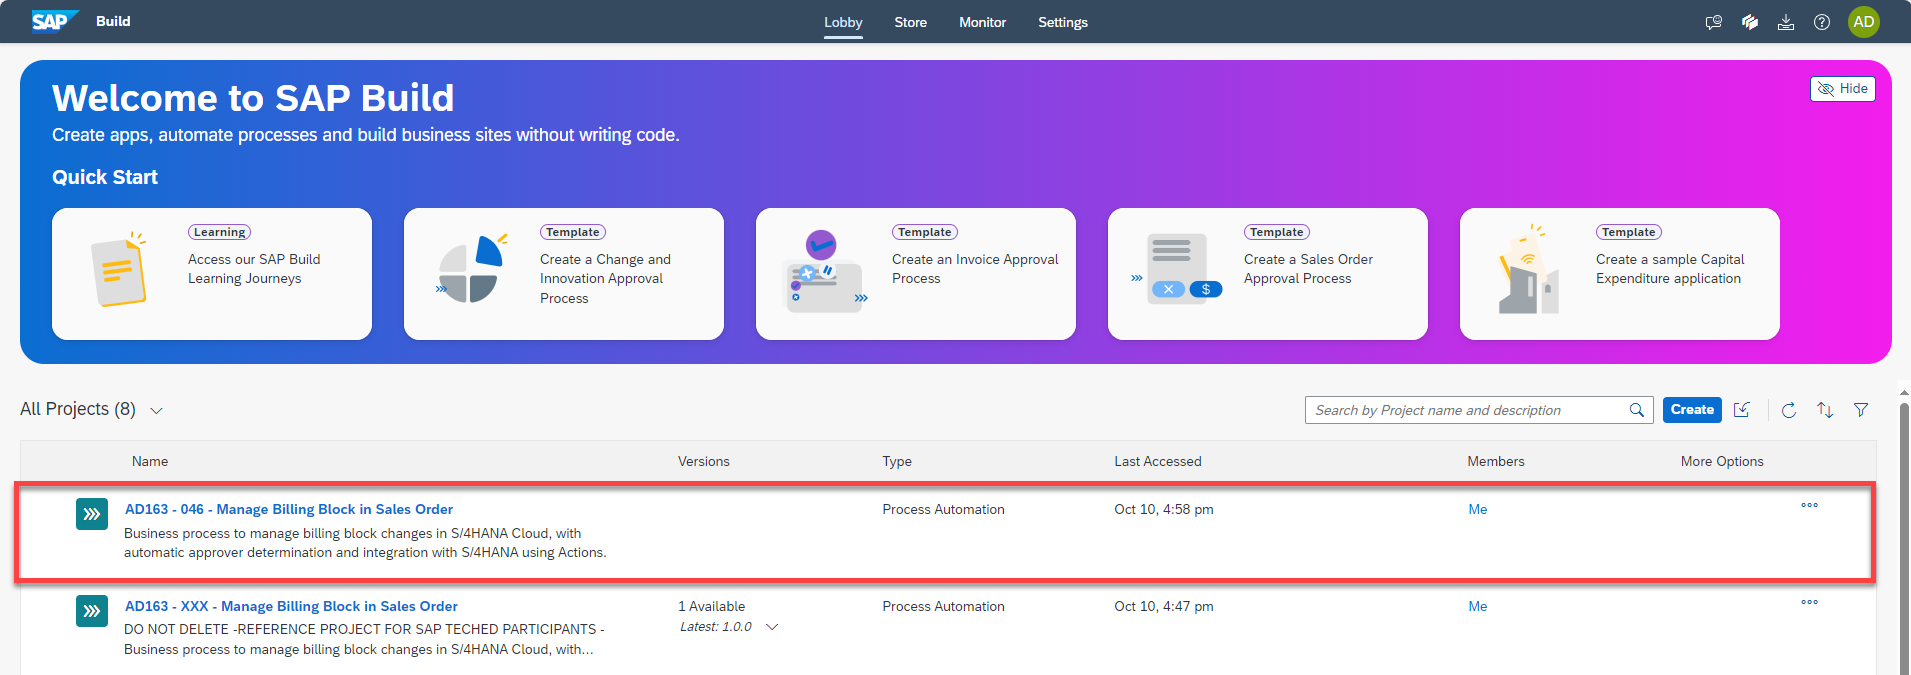 SAP Build Lobby Store Monitor Settings AD
Welcome to SAP Build
Hide
Create apps, automate processes and build business sites without writing code.
Quick Start
Learning
Access our SAP Build
Learning Journeys
Template
Create a Change and
Innovation Approval
Process
Template
Create an Invoice Approval
Process
Template
Create a Sales Order
Approval Process
$
Template
Create a sample Capital
Expenditure application
All Projects (8)
Search by Project name and description
Create
Name Versions Type Last Accessed Members More Options
AD163 - 046 - Manage Billing Block in Sales Order Process Automation Oct 10, 4:58 pm Me
Business process to manage billing block changes in S/4HANA Cloud, with
automatic approver determination and integration with S/4HANA using Actions.
AD163 - XXX - Manage Billing Block in Sales Order 1 Available Process Automation Oct 10, 4:47 pm Me
Latest: 1.0.0
DO NOT DELETE -REFERENCE PROJECT FOR SAP TECHED PARTICIPANTS -
Business process to manage billing block changes in S/4HANA Cloud, with...